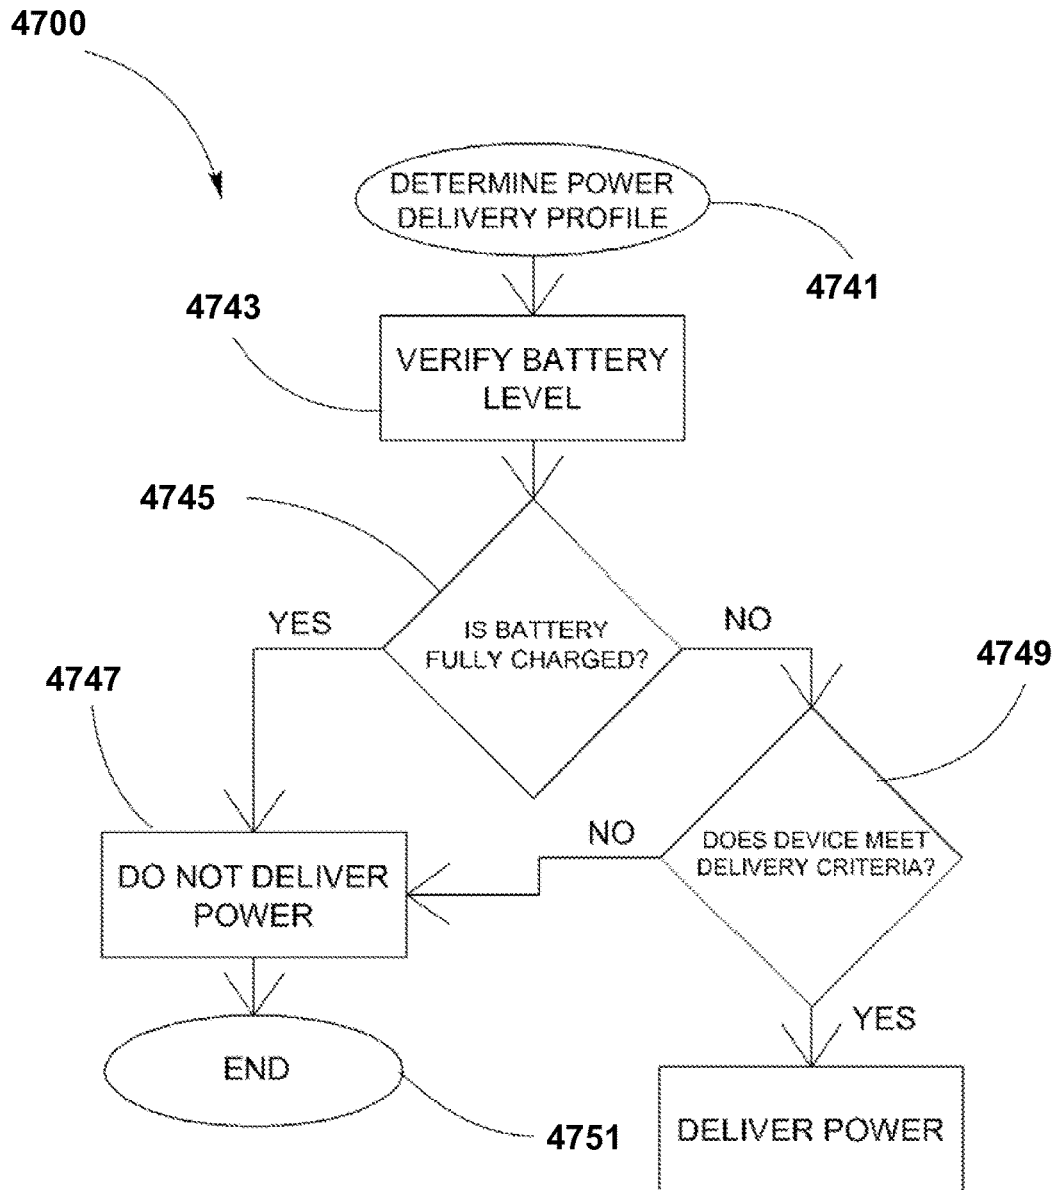 4700
DETERMINE POWER
DELIVERY PROFILE
4741
4743
VERIFY BATTERY
LEVEL
4745
YES
IS BATTERY
FULLY CHARGED?
NO
4749
4747
NO
DOES DEVICE MEET
DELIVERY CRITERIA?
DO NOT DELIVER
POWER
YES
END
4751
DELIVER POWER